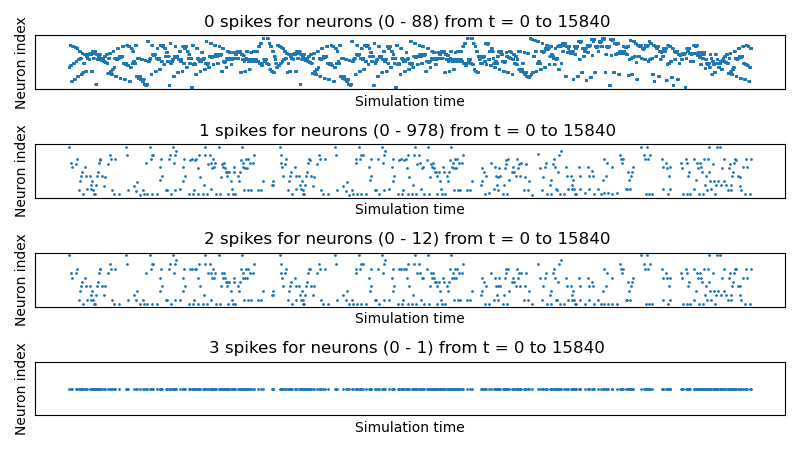 0 spikes for neurons (0 - 88) from t = 0 to 15840
Neuron index
Simulation time
1 spikes for neurons (0 - 978) from t = 0 to 15840
Neuron index
Simulation time
2 spikes for neurons (0 - 12) from t = 0 to 15840
Neuron index
Simulation time
3 spikes for neurons (0 - 1) from t = 0 to 15840
Neuron index
Simulation time